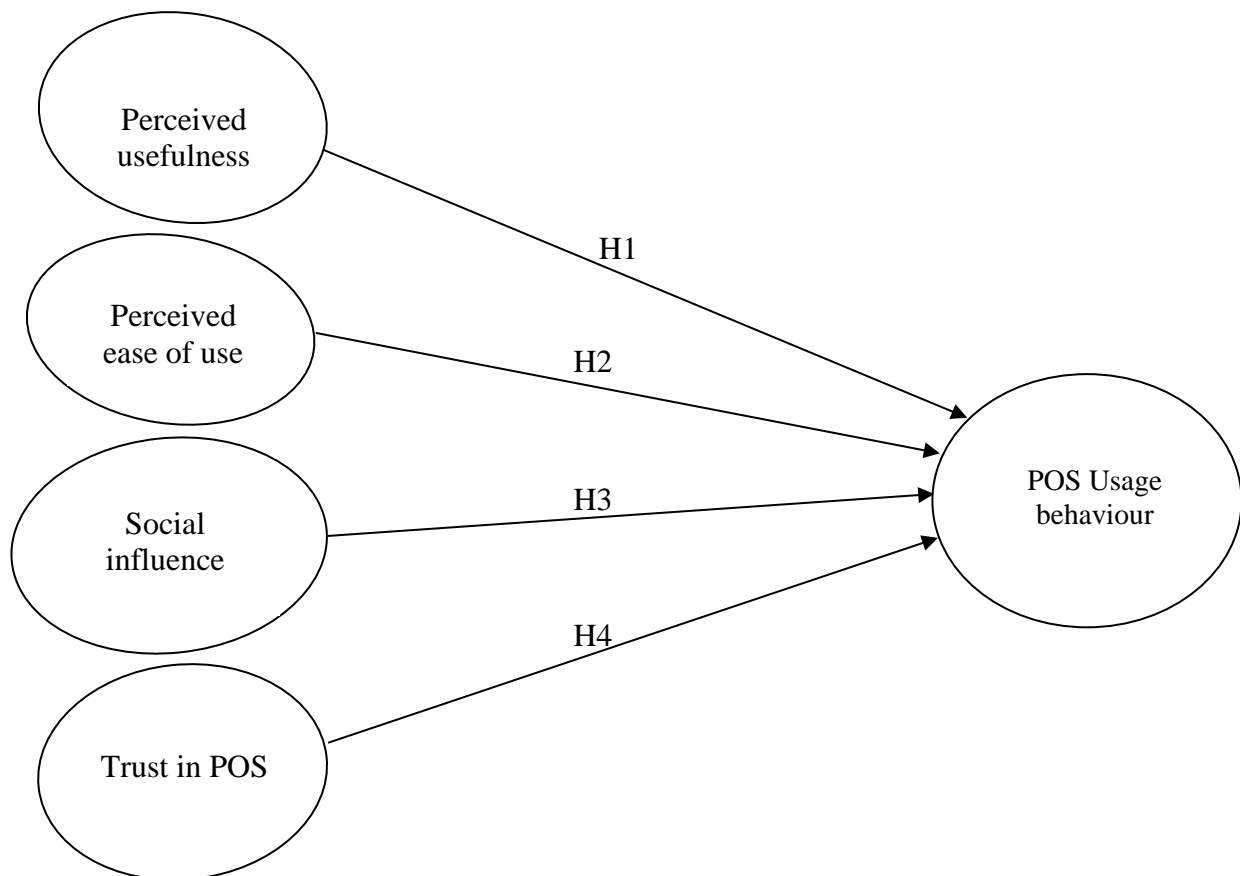 Perceived
usefulness
H1
Perceived
ease of use
H2
Social
influence
H3
POS Usage
behaviour
H4
Trust in POS